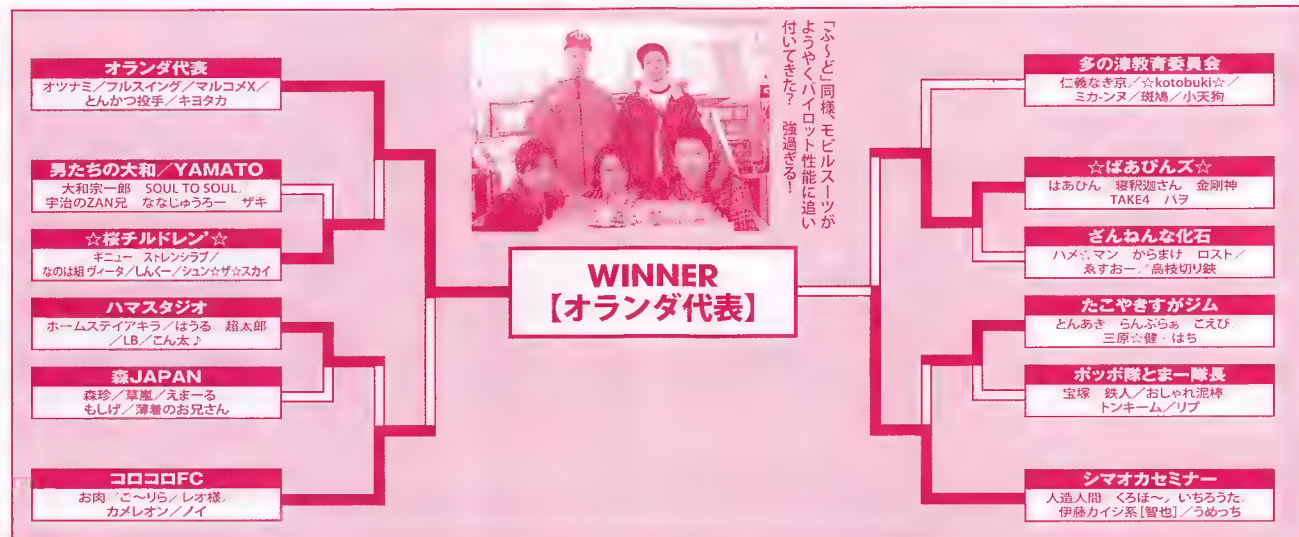 オランダ代表
オツナミ/フルスイング/マルコメX/
とんかつ投手/キヨタカ
男たちの大和/YAMATO
大和宗一郎 SOUL TO SOUL
宇治のZAN兄 ななじゅうろー ザキ
☆桜チルドレン°☆
ギニュー ストレンジラブ/
なのは組 ヴィータ/しんくー/シュン☆ザ☆スカイ
ハマスタジオ
ホームステイアキラ/はうる 超太郎
/LB/こん太♪
森JAPAN
森珍/草嵐/えまーる
もしげ/薄着のお兄さん
コロコロFC
お肉 こ〜りら/レオ様
カメレオン/ノイ
「ふ〜ど」同様、モビルスーツが
ようやくパイロット性能に追い
付いてきた? 強過ぎる!
WINNER
【オランダ代表】
多の津教育委員会
仁義なき京/☆kotobuki☆/
ミカーンヌ/斑鳩/小天狗
☆ばあぴんズ☆
寝釈迦さん 金剛神
TAKE4 バヲ
ざんねんな化石
からまけ ロスト/
ゑすおー/高枝切り鋏
たこやきすがジム
とんあき らんぷらぁ こえび
三原☆健・はち
ポッポ隊とまー隊長
宝塚 鉄人/おしゃれ泥棒
トンキーム/リブ
シマオカセミナー
人造人間 くろほ〜 いちろうた
伊藤カイジ系[智也]/うめっち